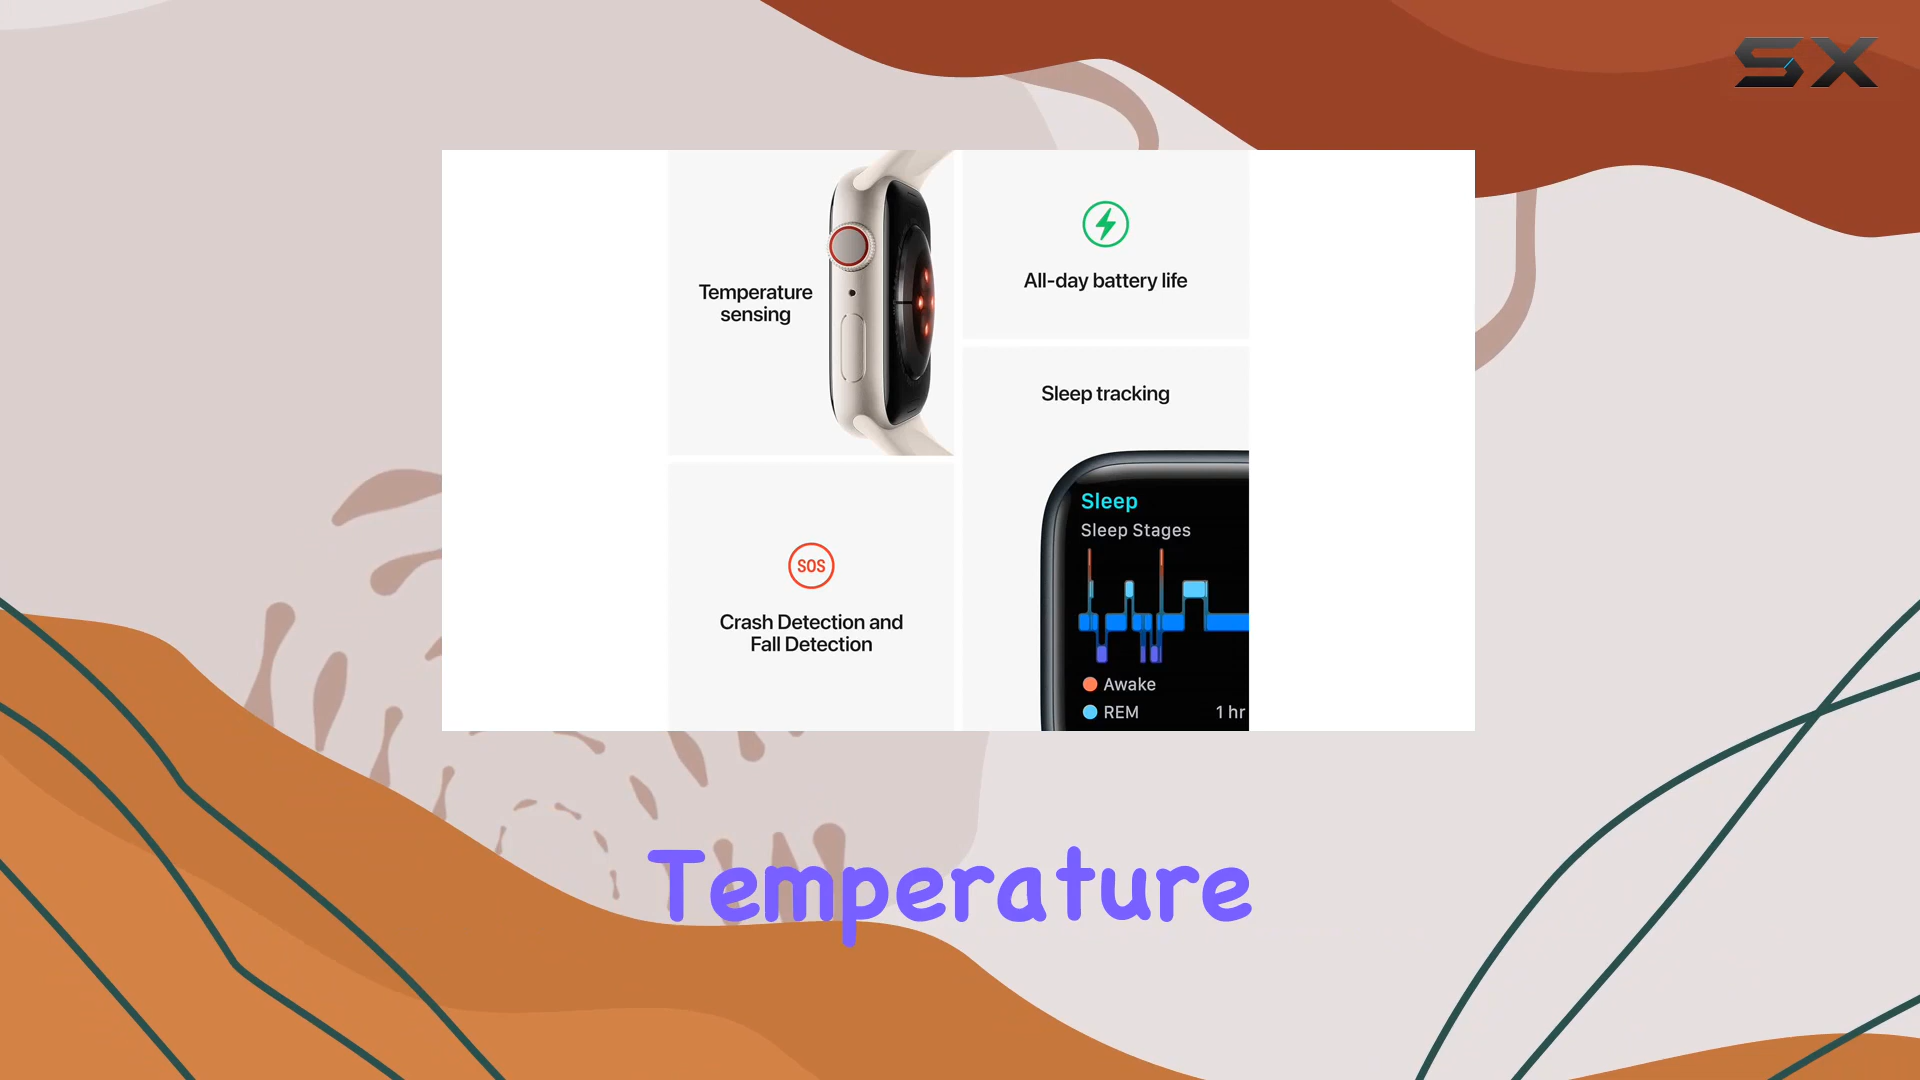 SX
Temperature
sensing
All-day battery life
Sleep tracking
Sleep
Sleep Stages
Awake
REM 1 hr
SOS
Crash Detection and
Fall Detection
Temperature